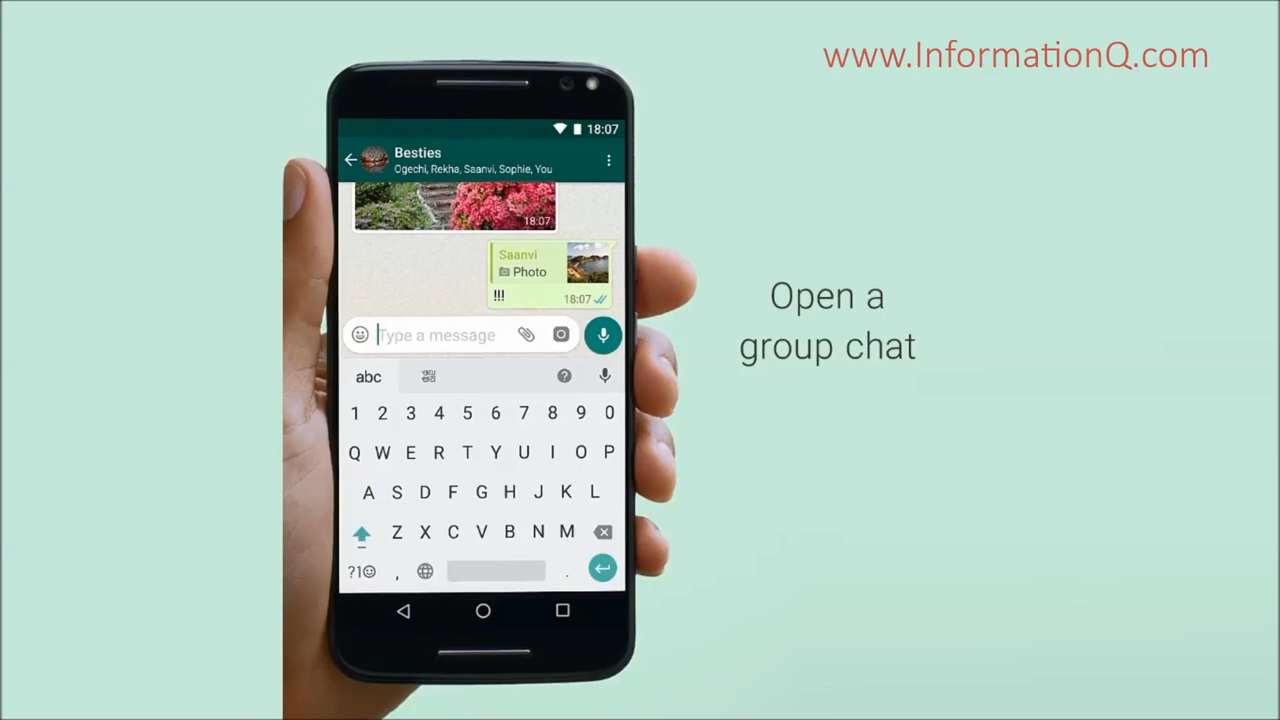 www.InformationQ.com
18:07
Besties
Ogechi, Rekha, Saanvi, Sophie, You
18:07
Saanvi
Photo
!!!
18:07
Type a message
abc
?
1 2 3 4 5 6 7 8 9 0
Q W E R T Y U I O P
A S D F G H J K L
Z X C V B N M
?1 , .
Open a
group chat